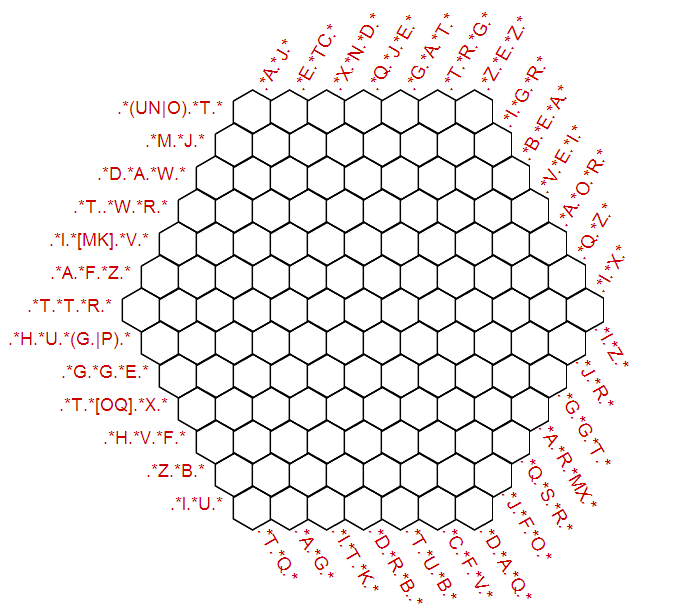 .*A.*J.*
.*E.*TC.*
.*X.*N.*D.*
.*Q.*J.*E.*
.*G.*A.*T.*
.*T.*R.*G.*
.*Z.*E.*Z.*
.*I.*G.*R.*
.*B.*E.*A.*
.*V.*E.*I.*
.*A.*O.*R.*
.*Q.*Z.*
.*I.*X.*
.*(UN|O).*T.*
.*M.*J.*
.*D.*A.*W.*
.*T..*W.*R.*
.*I.*[MK].*V.*
.*A.*F.*Z.*
.*T.*T.*R.*
.*H.*U.*(G.|P).*
.*G.*G.*E.*
.*T.*[OQ].*X.*
.*H.*V.*F.*
.*Z.*B.*
.*I.*U.*
.*I.*Z.*
.*J.*R.*
.*G.*G.*T.*
.*A.*R.*MX.*
.*Q.*S.*R.*
.*J.*F.*O.*
.*T.*Q.*
.*A.*G.*
.*I.*T.*K.*
.*D.*R.*B.*
.*T.*U.*B.*
.*C.*F.*V.*
.*D.*A.*Q.*